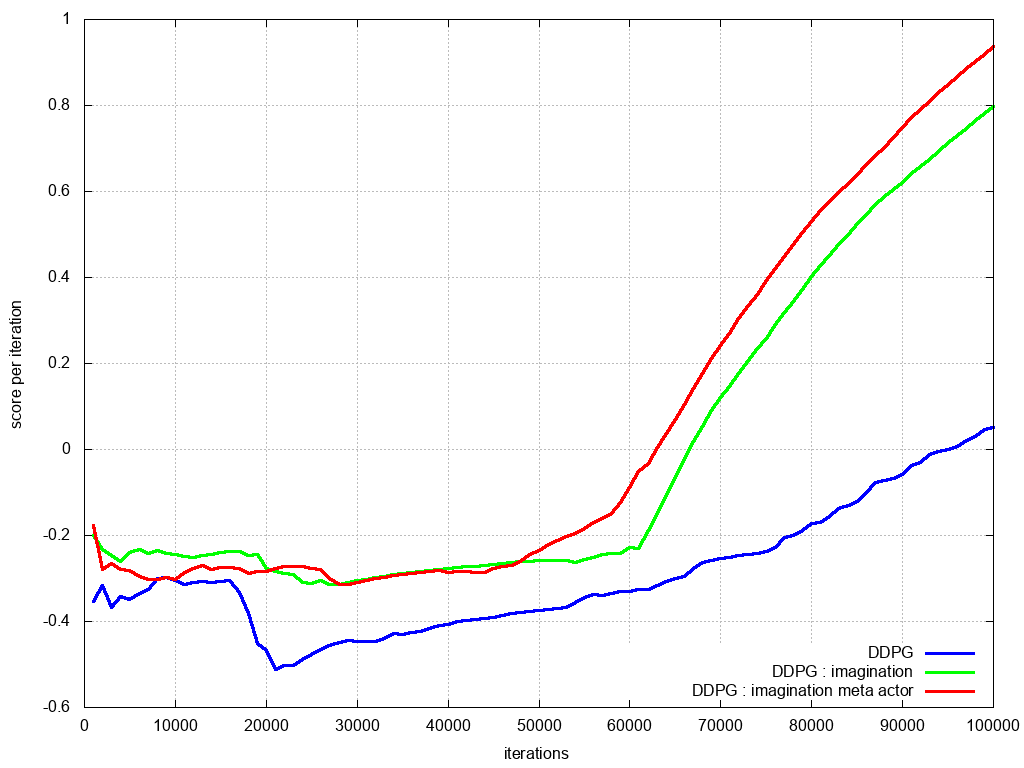 1
0.8
0.6
0.4
0.2
0
-0.2
-0.4
-0.6
score per iteration
DDPG
DDPG : imagination
DDPG : imagination meta actor
0 10000 20000 30000 40000 50000 60000 70000 80000 90000 100000
iterations